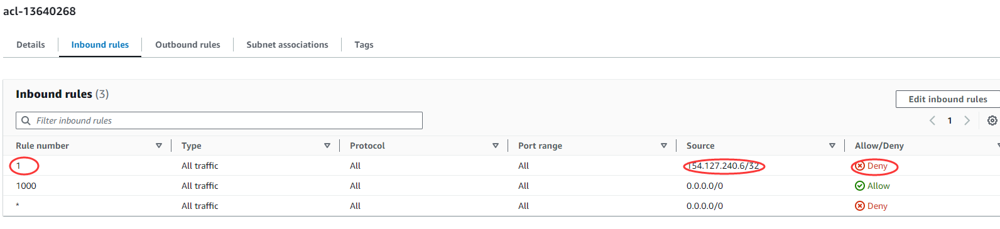 acl-13640268
Details Inbound rules Outbound rules Subnet associations Tags
Inbound rules (3)
Edit inbound rules
Filter inbound rules
1
Rule number Type Protocol Port range Source Allow/Deny
1 All traffic All All 154.127.240.6/32 Deny
1000 All traffic All All 0.0.0.0/0 Allow
* All traffic All All 0.0.0.0/0 Deny